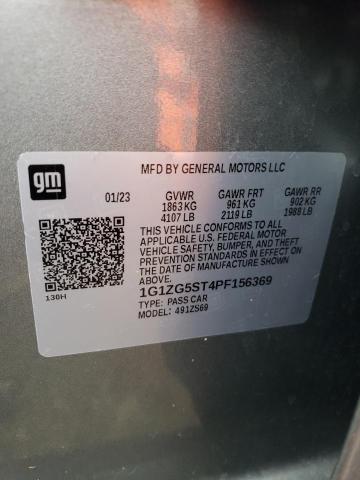 gm
MFD BY GENERAL MOTORS LLC
01/23 GVWR GAWR FRT GAWR RR
1863 KG 961 KG 902 KG
4107 LB 2119 LB 1988 LB
THIS VEHICLE CONFORMS TO ALL
APPLICABLE U.S. FEDERAL MOTOR
VEHICLE SAFETY, BUMPER, AND THEFT
PREVENTION STANDARDS IN EFFECT ON
THE DATE OF MANUFACTURE SHOWN
ABOVE.
130H
1G1ZG5ST4PF156369
TYPE: PASS CAR
MODEL: 491ZS69